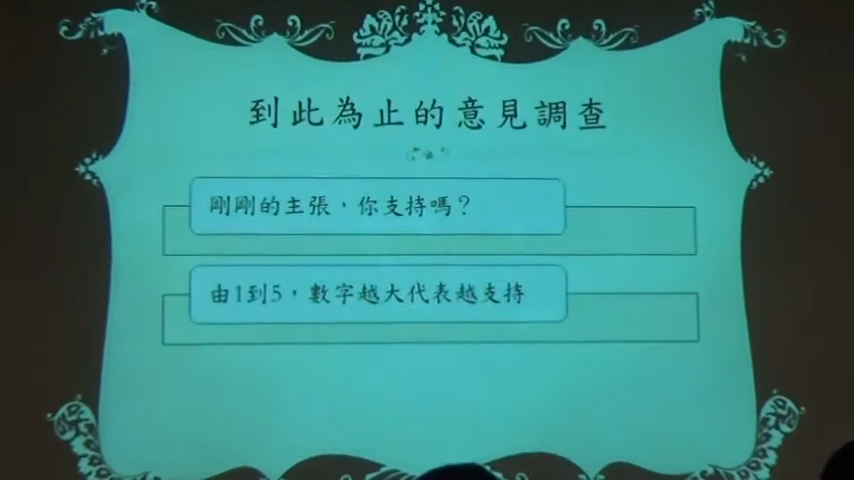 到此為止的意見調查
剛剛的主張，你支持嗎？
由1到5，數字越大代表越支持